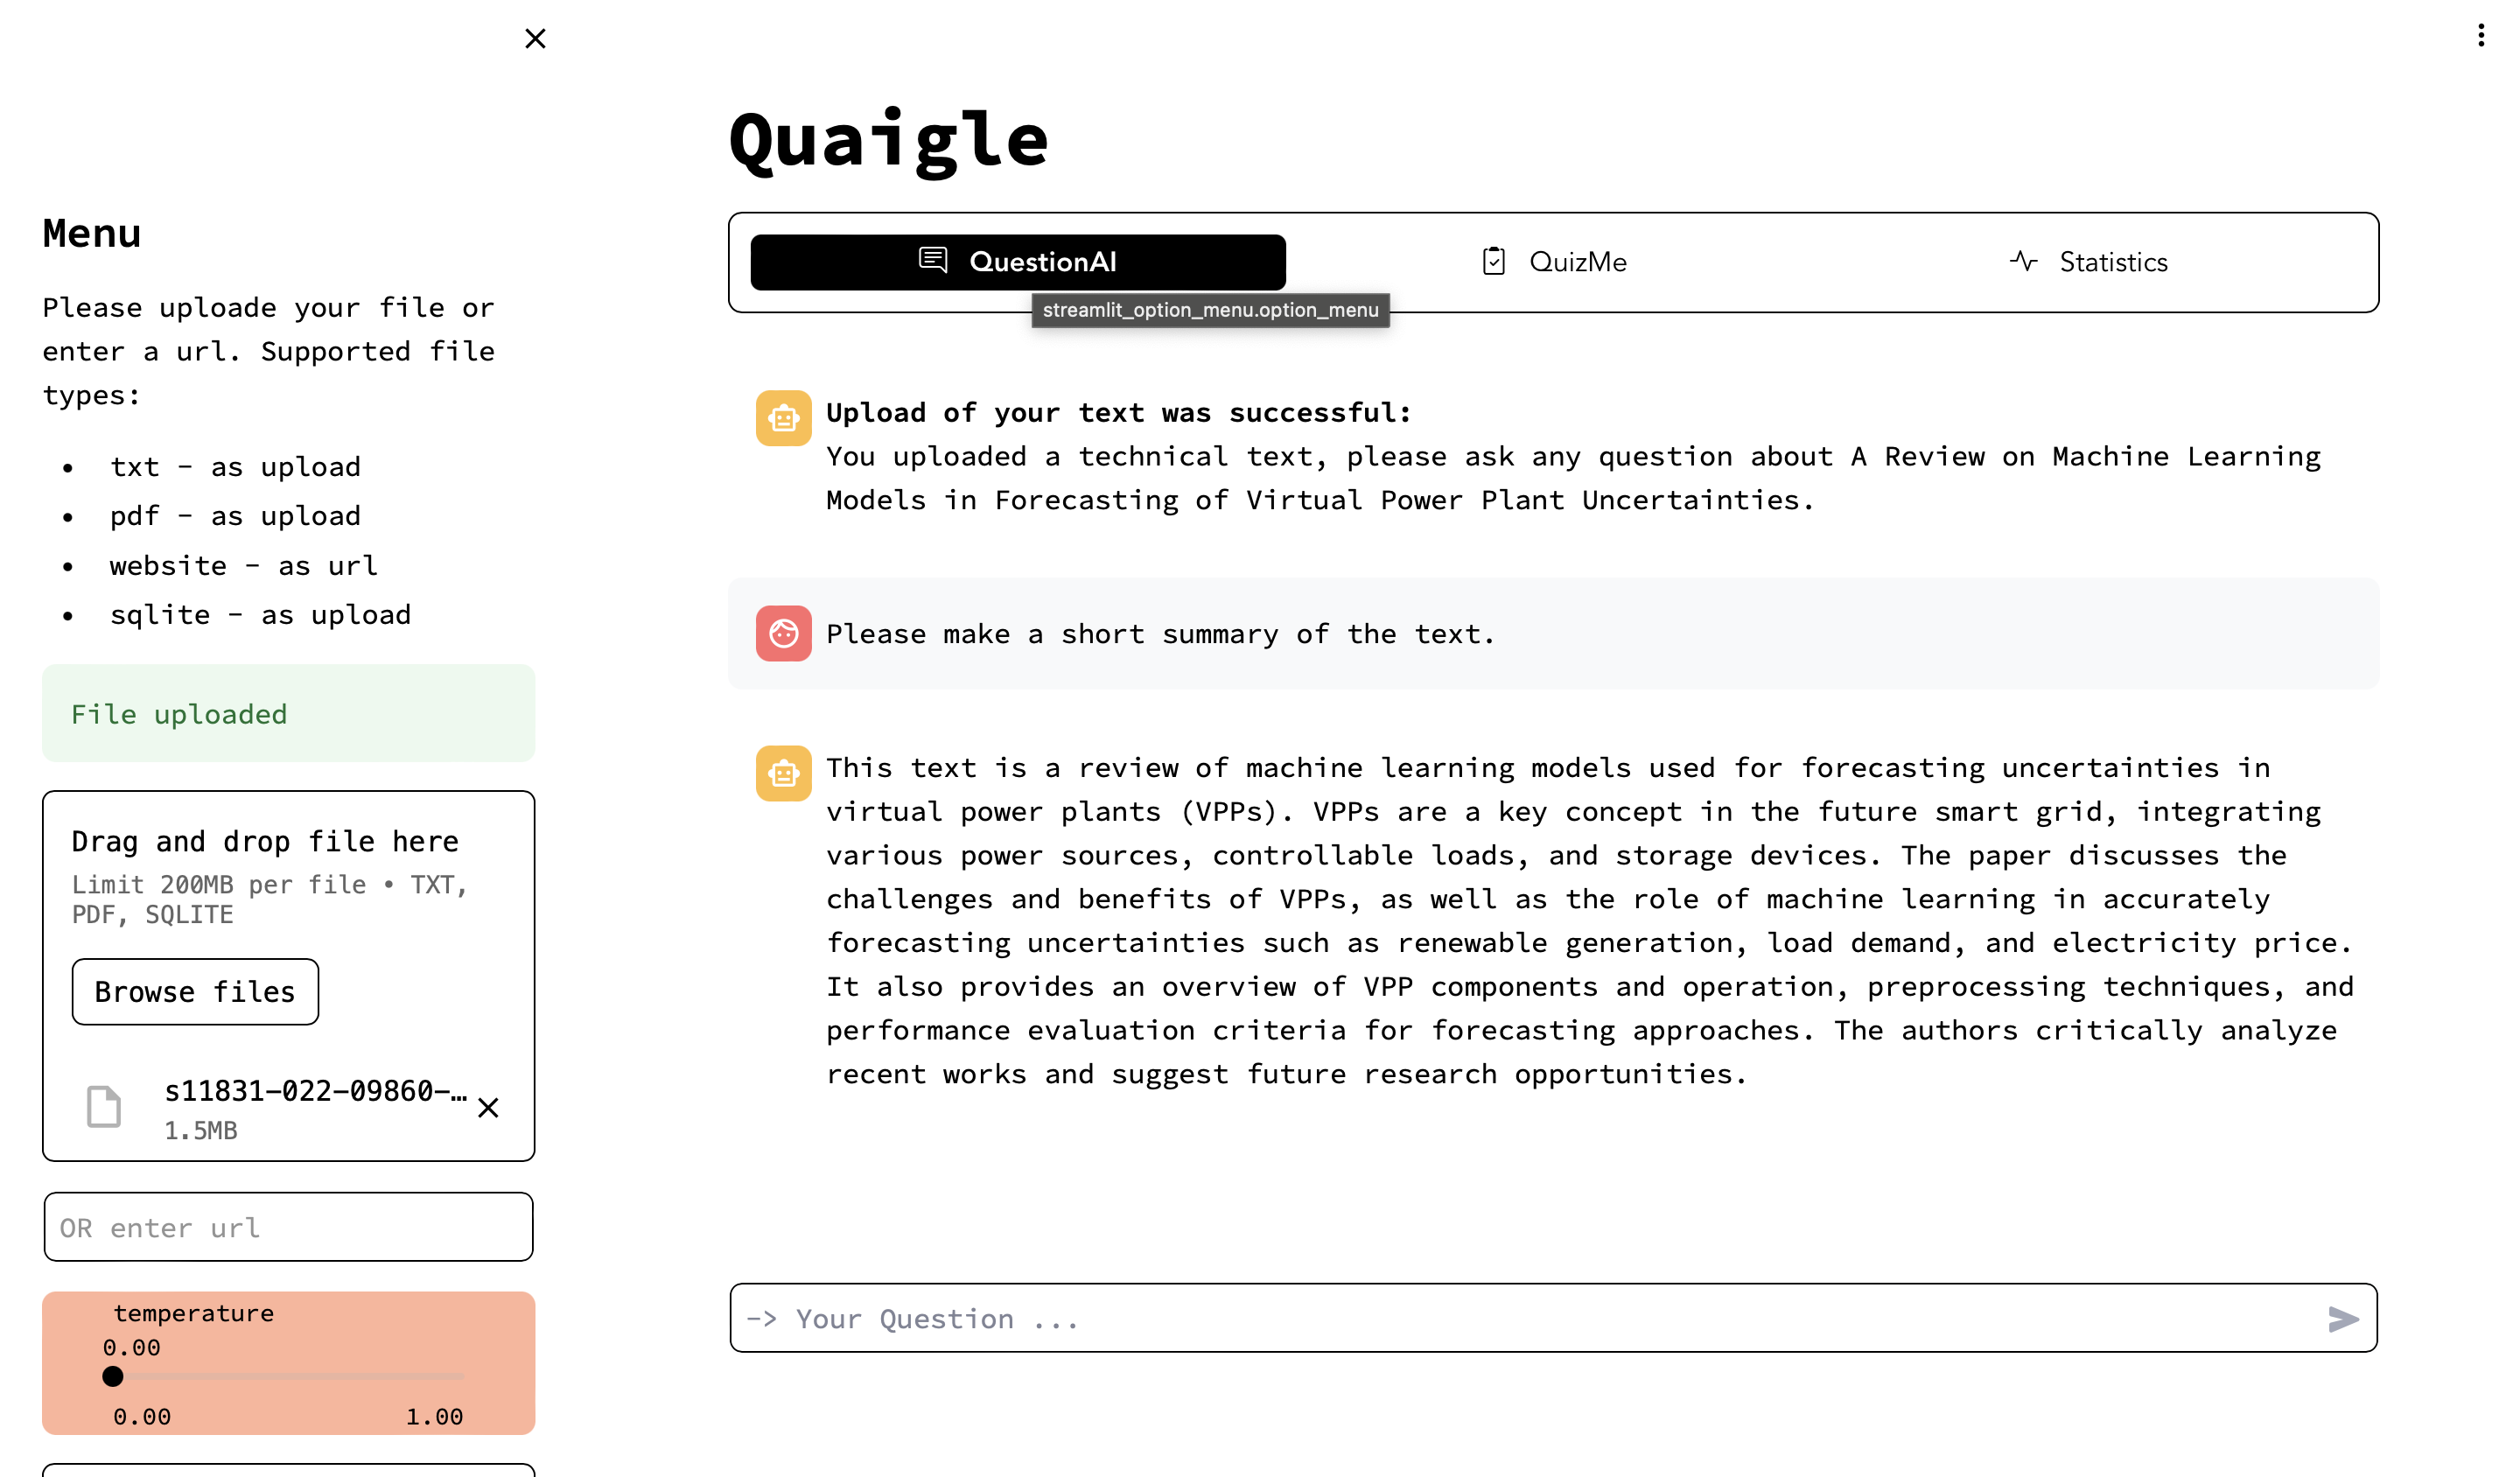 Menu
Please uploade your file or
enter a url. Supported file
types:
• txt - as upload
• pdf - as upload
• website - as url
• sqlite - as upload
File uploaded
Drag and drop file here
Limit 200MB per file • TXT,
PDF, SQLITE
Browse files
s11831-022-09860-…
1.5MB
OR enter url
temperature
0.00
0.00 1.00
Quaigle
QuestionAI QuizMe Statistics
streamlit_option_menu.option_menu
Upload of your text was successful:
You uploaded a technical text, please ask any question about A Review on Machine Learning
Models in Forecasting of Virtual Power Plant Uncertainties.
Please make a short summary of the text.
This text is a review of machine learning models used for forecasting uncertainties in
virtual power plants (VPPs). VPPs are a key concept in the future smart grid, integrating
various power sources, controllable loads, and storage devices. The paper discusses the
challenges and benefits of VPPs, as well as the role of machine learning in accurately
forecasting uncertainties such as renewable generation, load demand, and electricity price.
It also provides an overview of VPP components and operation, preprocessing techniques, and
performance evaluation criteria for forecasting approaches. The authors critically analyze
recent works and suggest future research opportunities.
-> Your Question ...